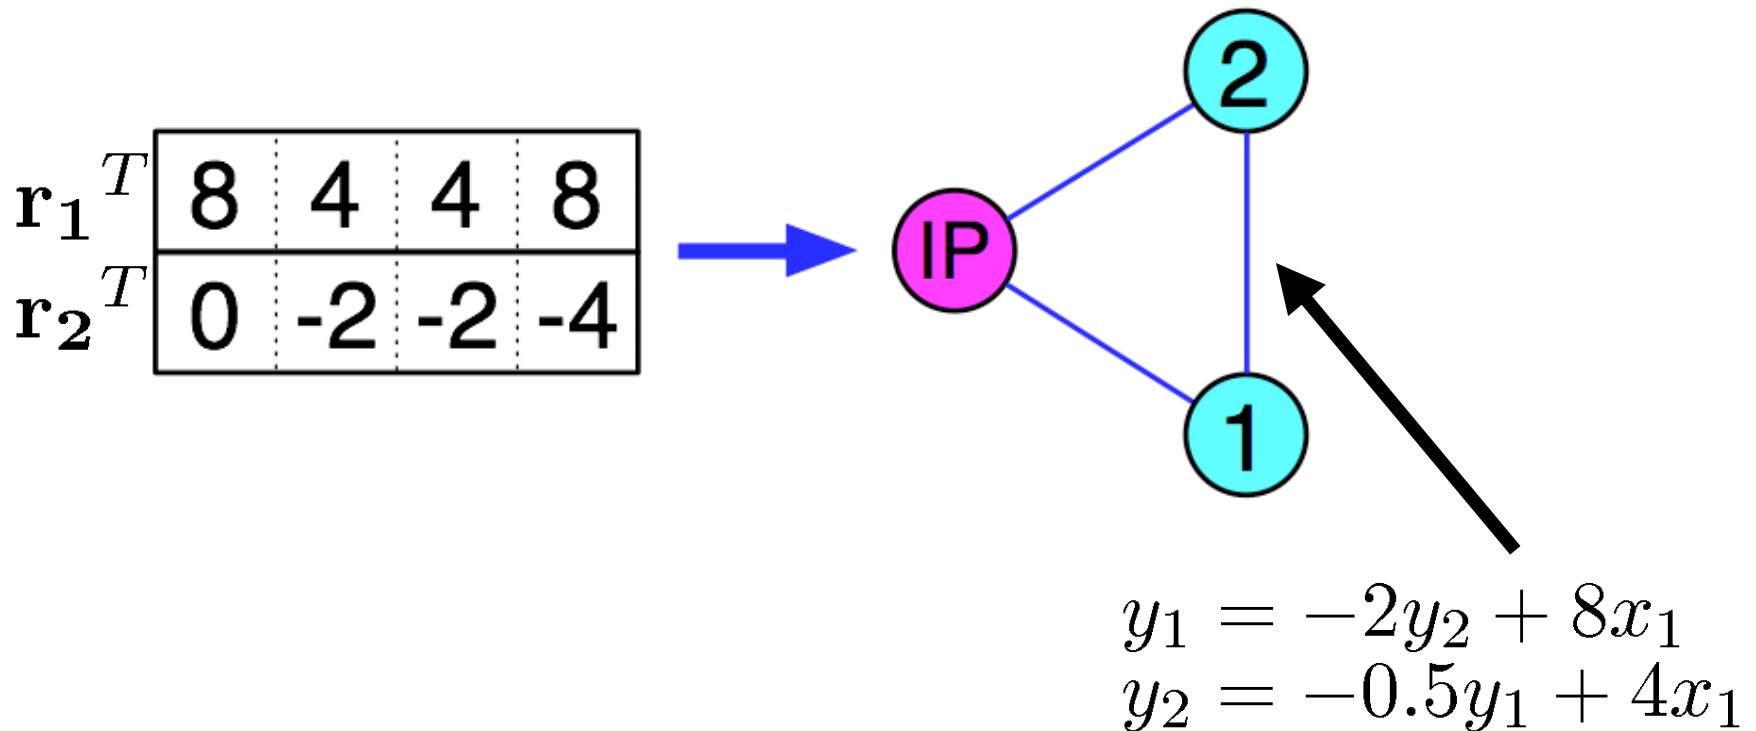 r₁ᵀ 8 4 4 8
r₂ᵀ 0 -2 -2 -4
2
IP
1
y₁ = −2y₂ + 8x₁
y₂ = −0.5y₁ + 4x₁